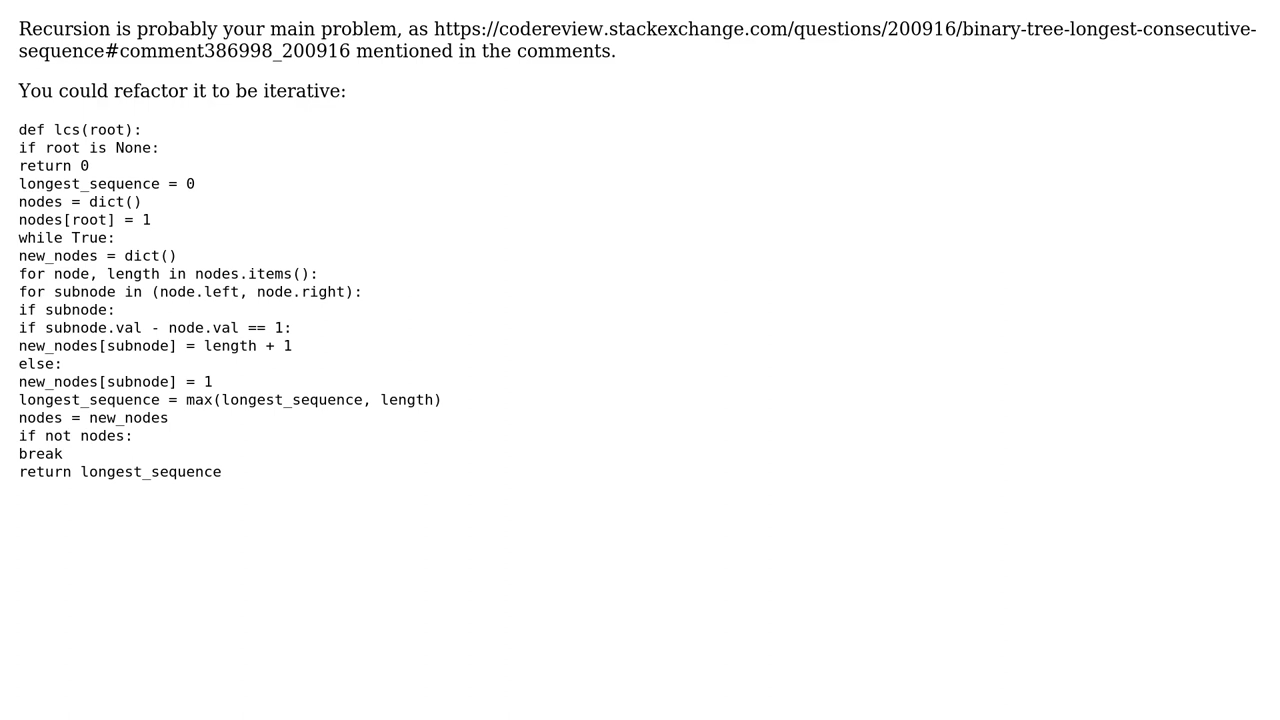 Recursion is probably your main problem, as https://codereview.stackexchange.com/questions/200916/binary-tree-longest-consecutive-
sequence#comment386998_200916 mentioned in the comments.
You could refactor it to be iterative:
def lcs(root):
if root is None:
return 0
longest_sequence = 0
nodes = dict()
nodes[root] = 1
while True:
new_nodes = dict()
for node, length in nodes.items():
for subnode in (node.left, node.right):
if subnode:
if subnode.val - node.val == 1:
new_nodes[subnode] = length + 1
else:
new_nodes[subnode] = 1
longest_sequence = max(longest_sequence, length)
nodes = new_nodes
if not nodes:
break
return longest_sequence